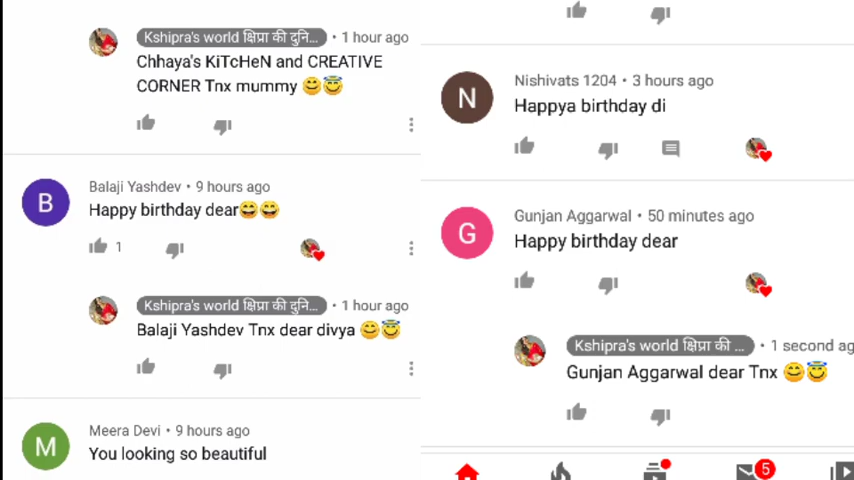 Kshipra's world क्षिप्रा की दुनि... • 1 hour ago
Chhaya's KiTcHeN and CREATIVE
CORNER Tnx mummy 😊😇
B
Balaji Yashdev • 9 hours ago
Happy birthday dear😄😄
1
Kshipra's world क्षिप्रा की दुनि... • 1 hour ago
Balaji Yashdev Tnx dear divya 😊😇
M
Meera Devi • 9 hours ago
You looking so beautiful
N
Nishivats 1204 • 3 hours ago
Happya birthday di
G
Gunjan Aggarwal • 50 minutes ago
Happy birthday dear
Kshipra's world क्षिप्रा की ... • 1 second ag
Gunjan Aggarwal dear Tnx 😊😇
5